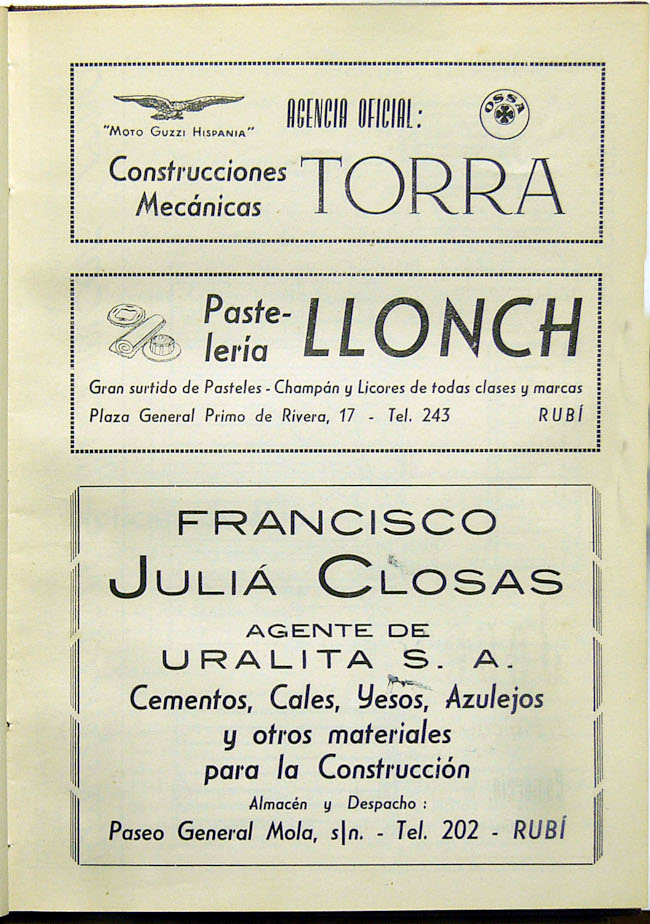 "Moto Guzzi Hispania"
AGENCIA OFICIAL:
OSSA
Construcciones
Mecánicas
TORRA
Paste-
lería
LLONCH
Gran surtido de Pasteles - Champán y Licores de todas clases y marcas
Plaza General Primo de Rivera, 17 - Tel. 243 RUBÍ
FRANCISCO
JULIÁ CLOSAS
AGENTE DE
URALITA S. A.
Cementos, Cales, Yesos, Azulejos
y otros materiales
para la Construcción
Almacén y Despacho :
Paseo General Mola, s|n. - Tel. 202 - RUBÍ